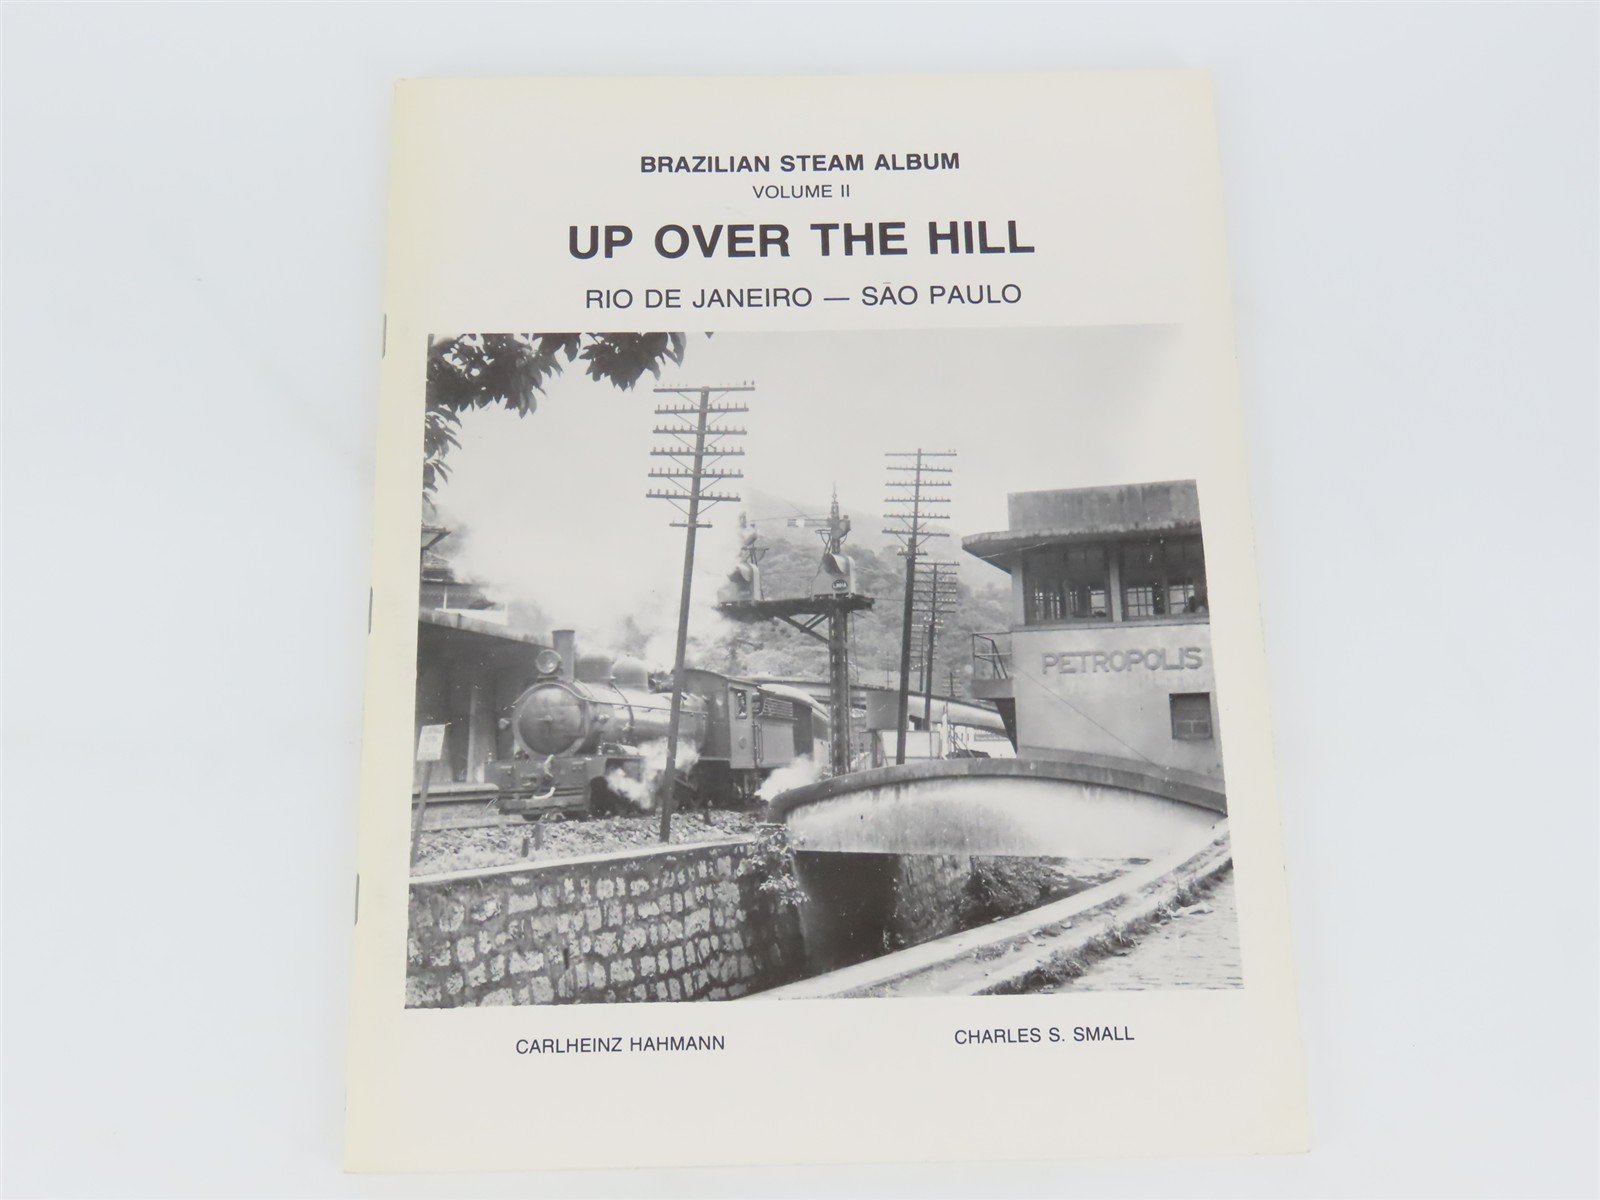 BRAZILIAN STEAM ALBUM
VOLUME II
UP OVER THE HILL
RIO DE JANEIRO — SÃO PAULO
PETROPOLIS
CARLHEINZ HAHMANN
CHARLES S. SMALL